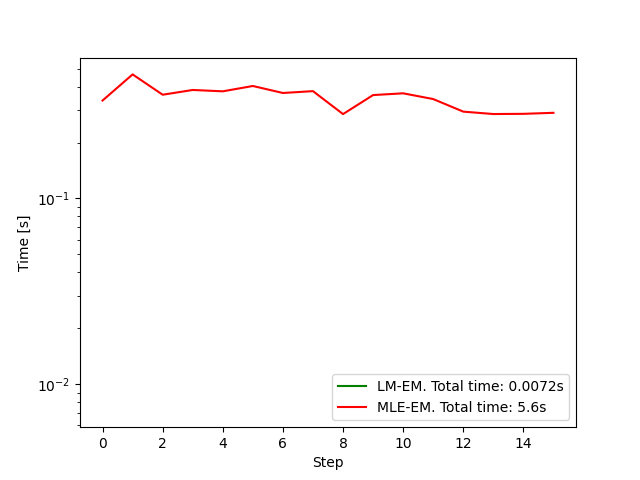 Time [s]
10⁻¹
10⁻²
LM-EM. Total time: 0.0072s
MLE-EM. Total time: 5.6s
0 2 4 6 8 10 12 14
Step